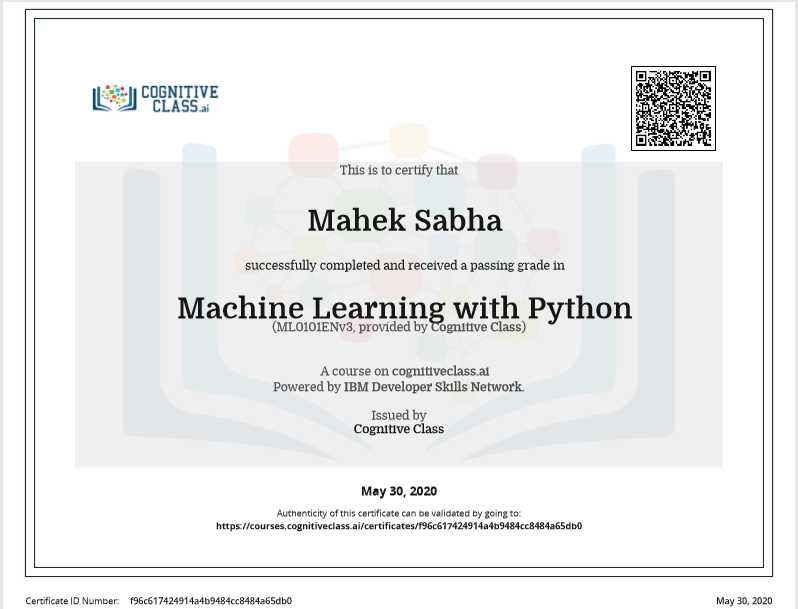 COGNITIVE
CLASS.ai
This is to certify that
Mahek Sabha
successfully completed and received a passing grade in
Machine Learning with Python
(ML0101ENv3, provided by Cognitive Class)
A course on cognitiveclass.ai
Powered by IBM Developer Skills Network.
Issued by
Cognitive Class
May 30, 2020
Authenticity of this certificate can be validated by going to:
https://courses.cognitiveclass.ai/certificates/f96c617424914a4b9484cc8484a65db0
Certificate ID Number: f96c617424914a4b9484cc8484a65db0 May 30, 2020